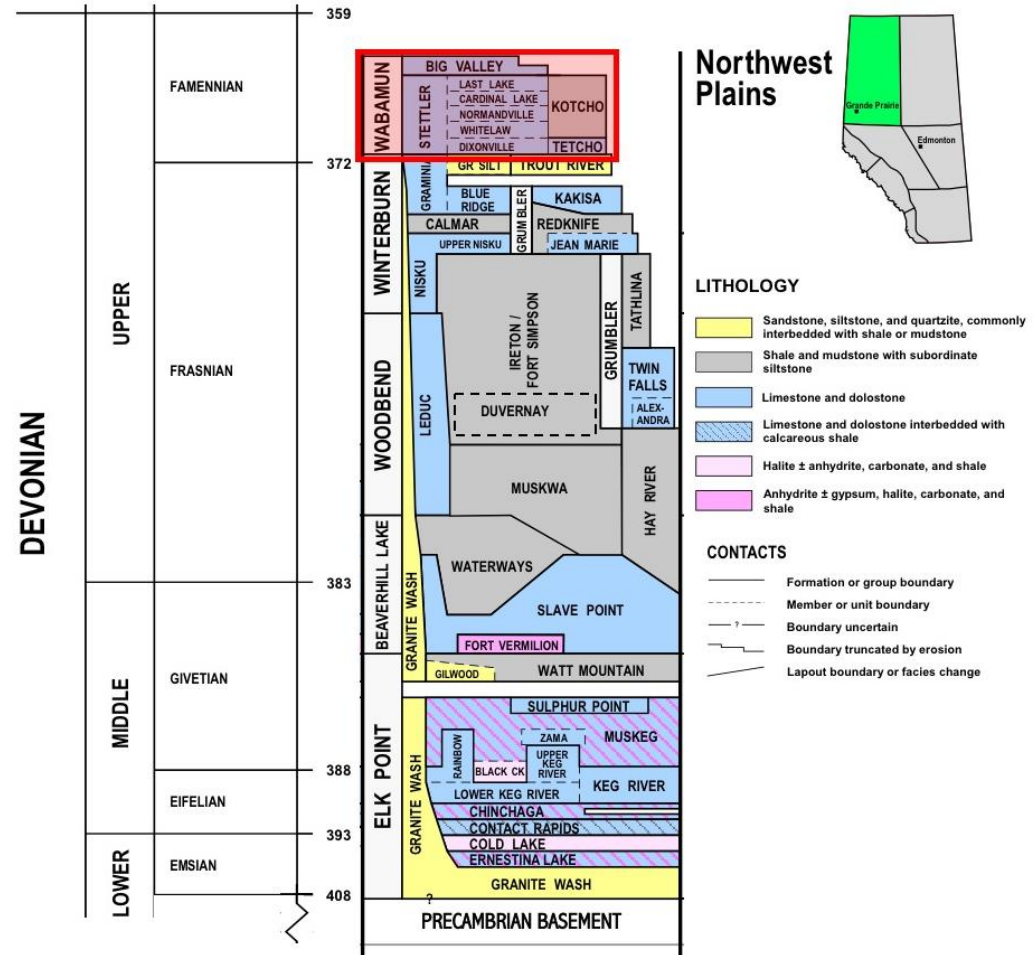 359
FAMENNIAN
372
UPPER
FRASNIAN
DEVONIAN
383
GIVETIAN
MIDDLE
388
EIFELIAN
393
LOWER
EMSIAN
408
WABAMUN
BIG VALLEY
STETTLER
LAST LAKE
CARDINAL LAKE
NORMANDVILLE
WHITELAW
DIXONVILLE
KOTCHO
TETCHO
WINTERBURN
GRAMINIA
GR SILT
TROUT RIVER
BLUE
RIDGE
GRUMBLER
KAKISA
CALMAR
REDKNIFE
UPPER NISKU
JEAN MARIE
NISKU
IRETON /
FORT SIMPSON
GRUMBLER
TATHLINA
WOODBEND
LEDUC
DUVERNAY
TWIN
FALLS
ALEX-
ANDRA
MUSKWA
HAY RIVER
BEAVERHILL LAKE
GRANITE WASH
WATERWAYS
SLAVE POINT
FORT VERMILION
ELK POINT
GILWOOD
WATT MOUNTAIN
SULPHUR POINT
MUSKEG
GRANITE WASH
RAINBOW
ZAMA
BLACK CK
UPPER
KEG
RIVER
LOWER KEG RIVER
KEG RIVER
CHINCHAGA
CONTACT RAPIDS
COLD LAKE
ERNESTINA LAKE
GRANITE WASH
?
PRECAMBRIAN BASEMENT
Northwest
Plains
Grande Prairie
Edmonton
LITHOLOGY
Sandstone, siltstone, and quartzite, commonly
interbedded with shale or mudstone
Shale and mudstone with subordinate
siltstone
Limestone and dolostone
Limestone and dolostone interbedded with
calcareous shale
Halite ± anhydrite, carbonate, and shale
Anhydrite ± gypsum, halite, carbonate, and
shale
CONTACTS
Formation or group boundary
Member or unit boundary
? Boundary uncertain
Boundary truncated by erosion
Lapout boundary or facies change